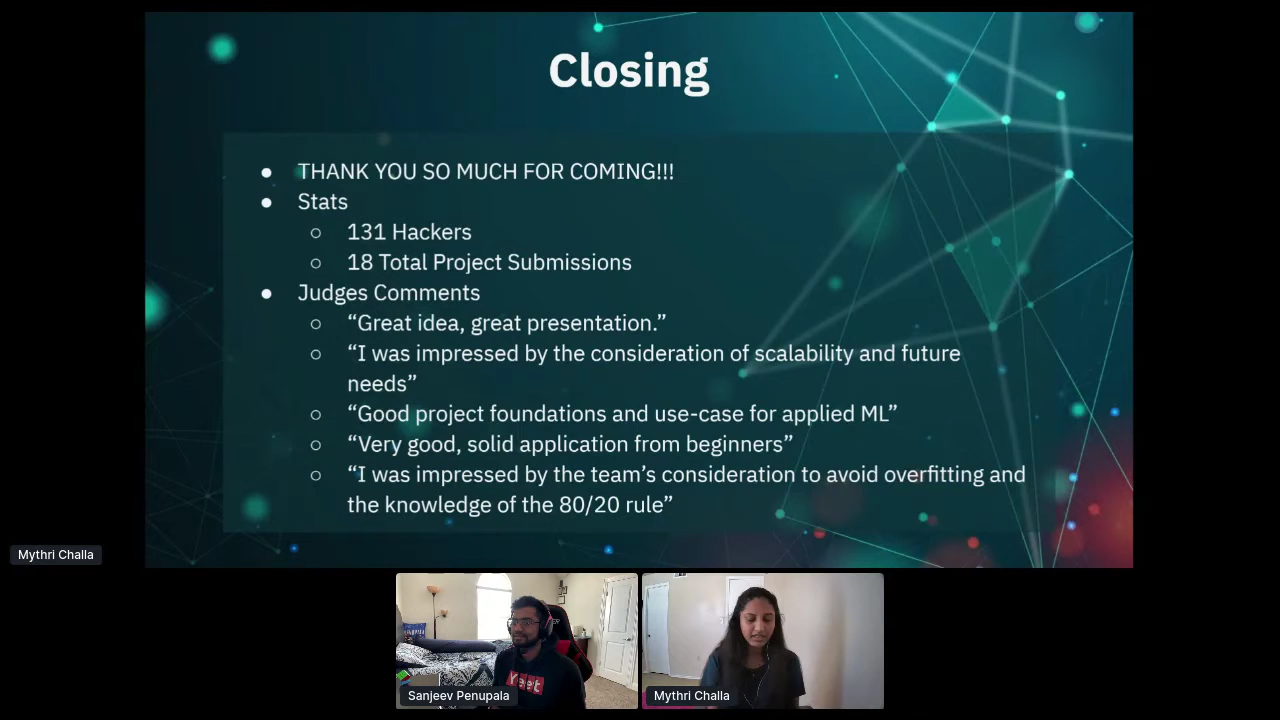 Closing
● THANK YOU SO MUCH FOR COMING!!!
● Stats
○ 131 Hackers
○ 18 Total Project Submissions
● Judges Comments
○ “Great idea, great presentation.”
○ “I was impressed by the consideration of scalability and future
needs”
○ “Good project foundations and use-case for applied ML”
○ “Very good, solid application from beginners”
○ “I was impressed by the team’s consideration to avoid overfitting and
the knowledge of the 80/20 rule”
Mythri Challa
Yeet
Sanjeev Penupala
Mythri Challa